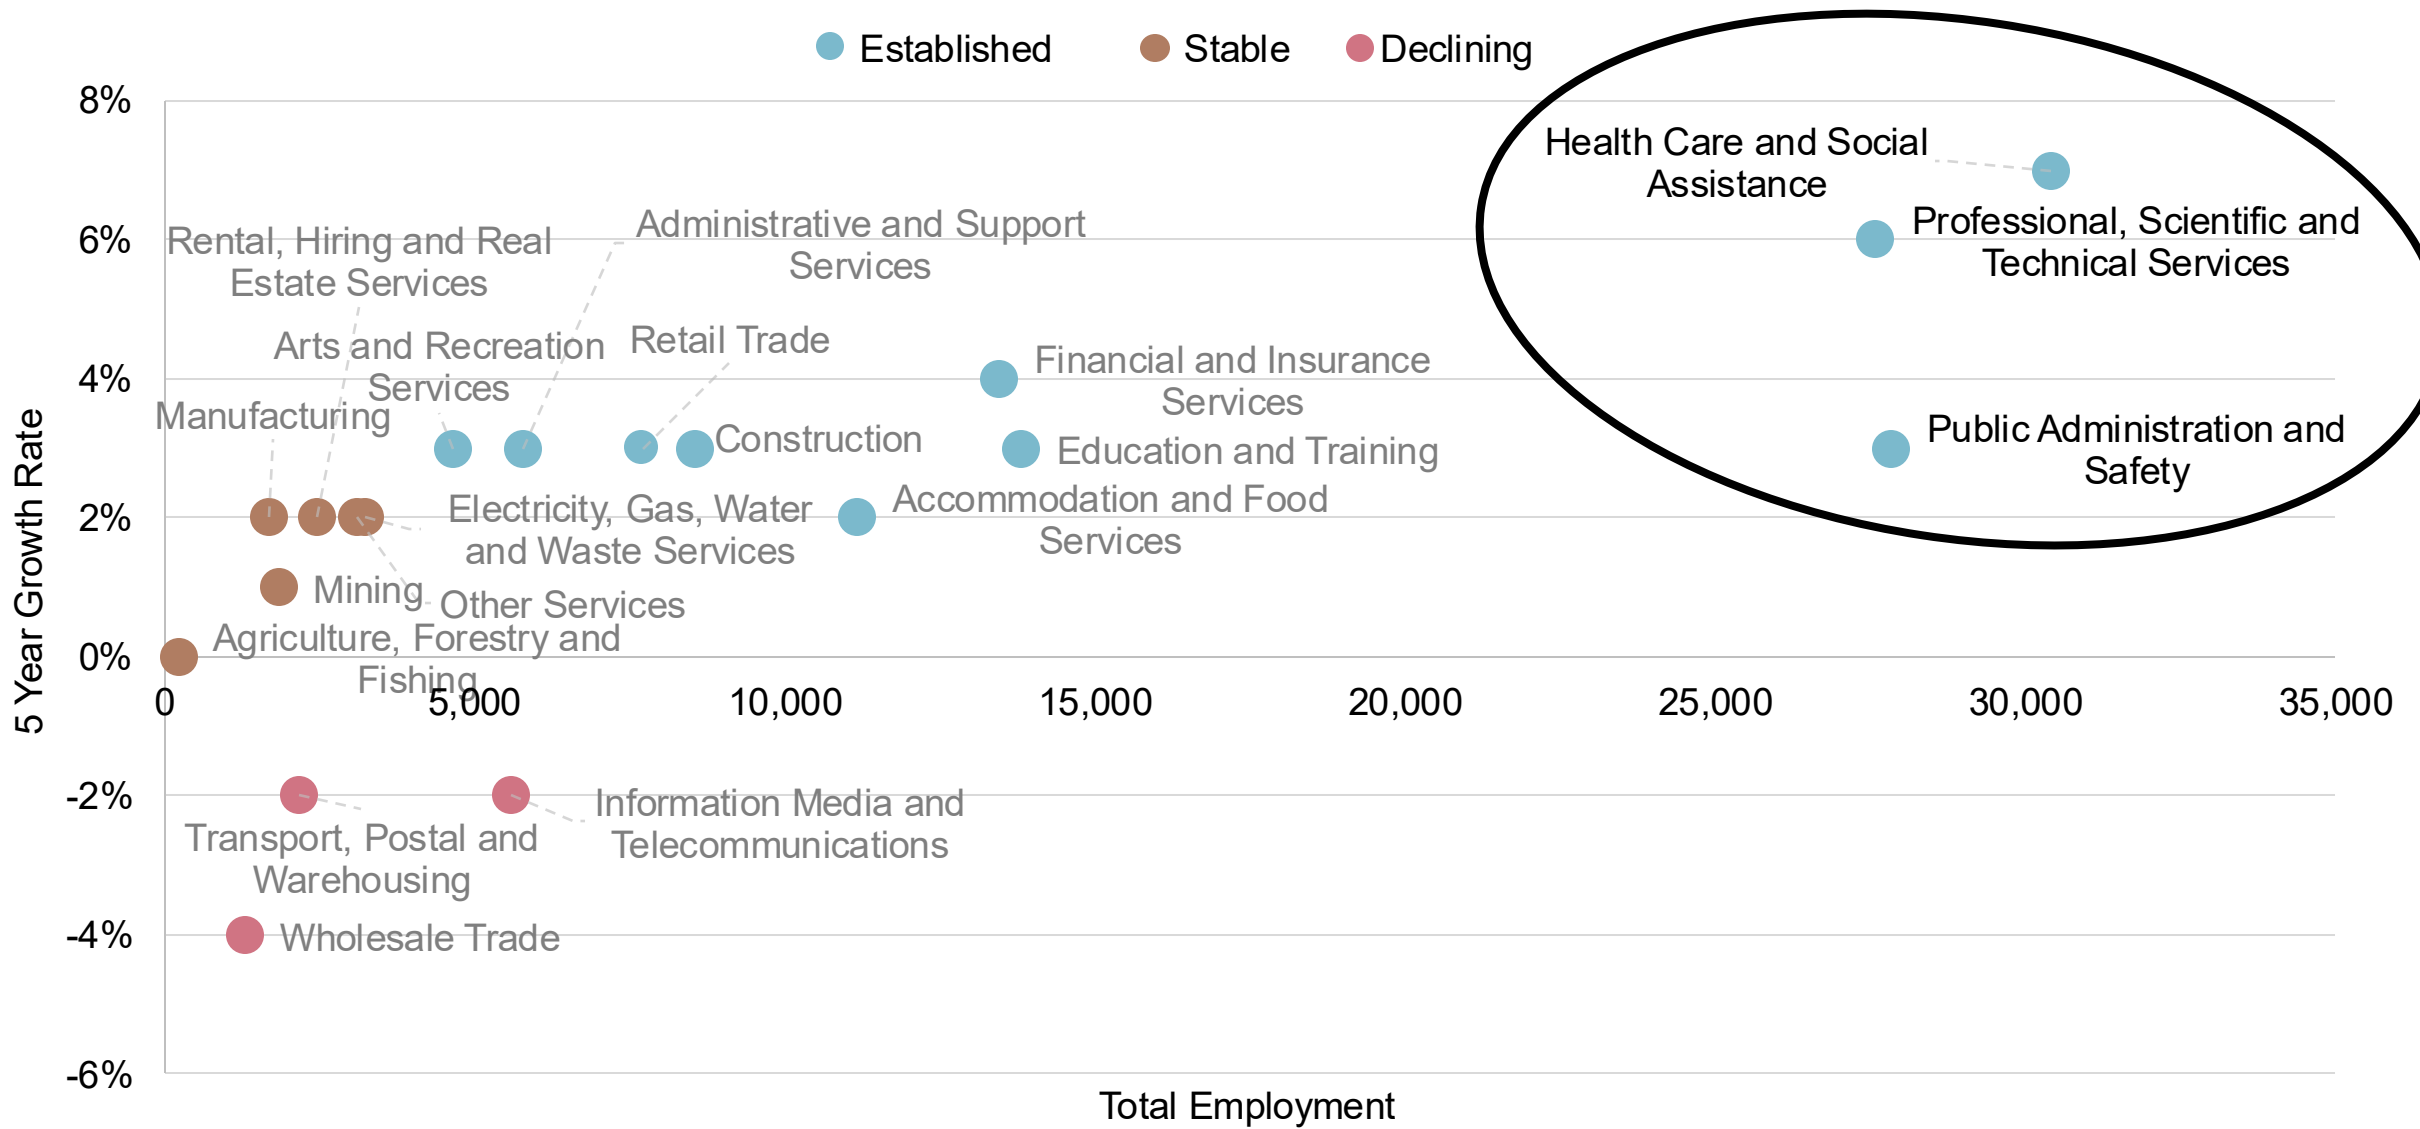 Established
Stable
Declining
8%
6%
4%
2%
0%
-2%
-4%
-6%
5 Year Growth Rate
Health Care and Social
Assistance
Professional, Scientific and
Technical Services
Public Administration and
Safety
Rental, Hiring and Real
Estate Services
Administrative and Support
Services
Arts and Recreation
Services
Retail Trade
Manufacturing
Financial and Insurance
Services
Construction
Education and Training
Accommodation and Food
Services
Electricity, Gas, Water
and Waste Services
Mining
Other Services
Agriculture, Forestry and
Fishing
0
5,000
10,000
15,000
20,000
25,000
30,000
35,000
Information Media and
Telecommunications
Transport, Postal and
Warehousing
Wholesale Trade
Total Employment